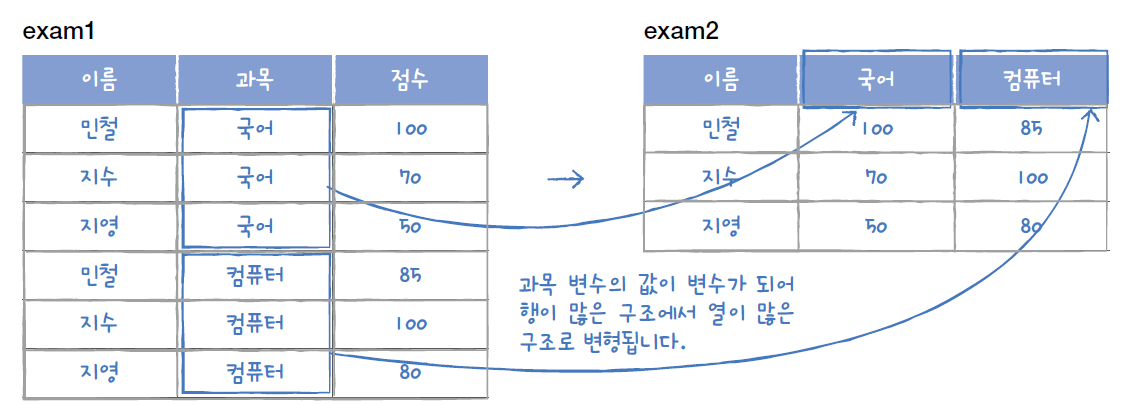 exam1
이름 과목 점수
민철 국어 100
지수 국어 70
지영 국어 50
민철 컴퓨터 85
지수 컴퓨터 100
지영 컴퓨터 80
exam2
이름 국어 컴퓨터
민철 100 85
지수 70 100
지영 50 80
과목 변수의 값이 변수가 되어
행이 많은 구조에서 열이 많은
구조로 변형됩니다.